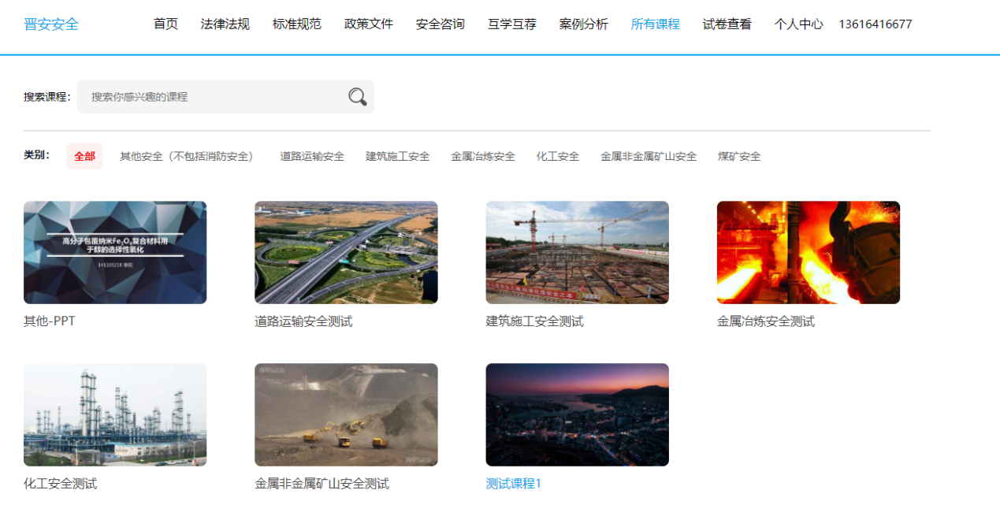 晋安安全 首页 法律法规 标准规范 政策文件 安全咨询 互学互荐 案例分析 所有课程 试卷查看 个人中心 13616416677
搜索课程： 搜索你感兴趣的课程
类别： 全部 其他安全（不包括消防安全） 道路运输安全 建筑施工安全 金属冶炼安全 化工安全 金属非金属矿山安全 煤矿安全
高分子包覆纳米Fe₃O₄复合材料用
于醇的选择性氧化
其他-PPT 道路运输安全测试 建筑施工安全测试 金属冶炼安全测试
化工安全测试 金属非金属矿山安全测试 测试课程1